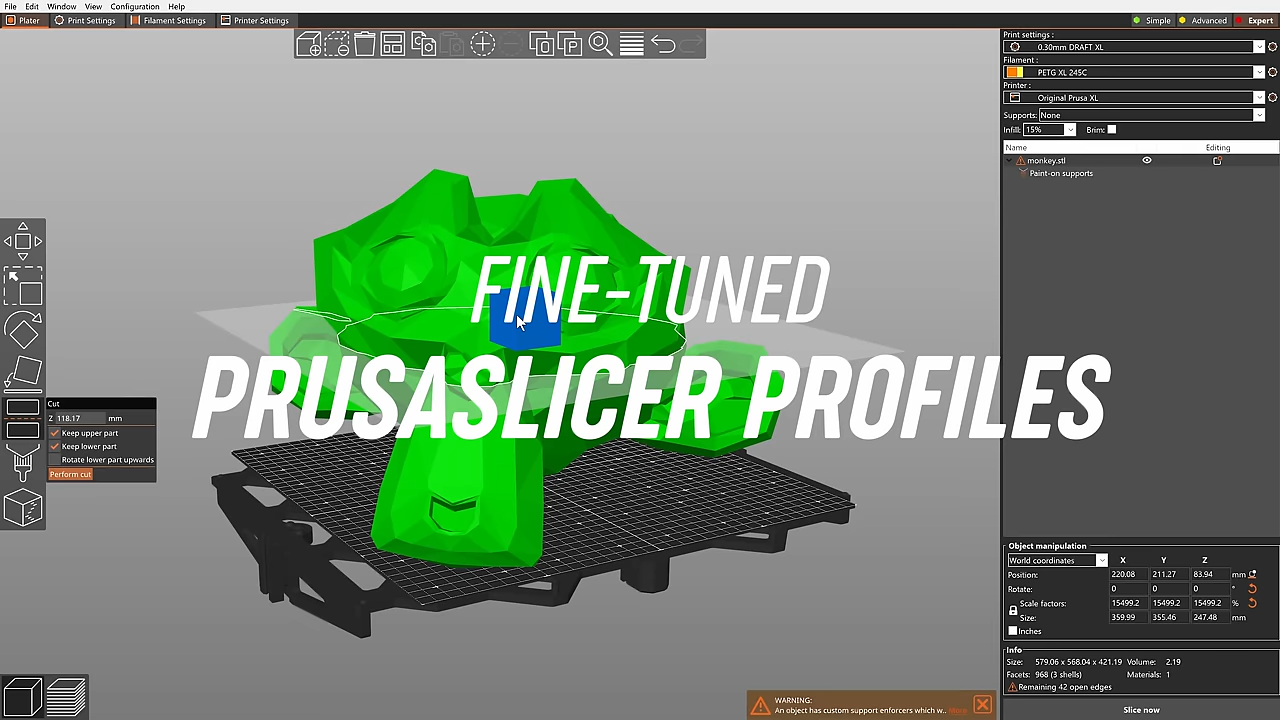 File Edit Window View Configuration Help
Plater Print Settings Filament Settings Printer Settings
Simple Advanced Expert
Print settings :
0.30mm DRAFT XL
Filament :
PETG XL 245C
Printer :
Original Prusa XL
Supports: None
Infill: 15% Brim:
Name Editing
monkey.stl
Paint-on supports
FINE-TUNED
PRUSASLICER PROFILES
Cut
Z 118.17 mm
Keep upper part
Keep lower part
Rotate lower part upwards
Perform cut
Object manipulation
World coordinates X Y Z
Position: 220.08 211.27 83.94 mm
Rotate: 0 0 0 °
Scale factors: 15499.2 15499.2 15499.2 %
Size: 359.99 355.46 247.48 mm
Inches
Info
Size: 579.06 x 568.04 x 421.19 Volume: 2.19
Facets: 968 (3 shells) Materials: 1
Remaining 42 open edges
WARNING:
An object has custom support enforcers which w.. More
Slice now